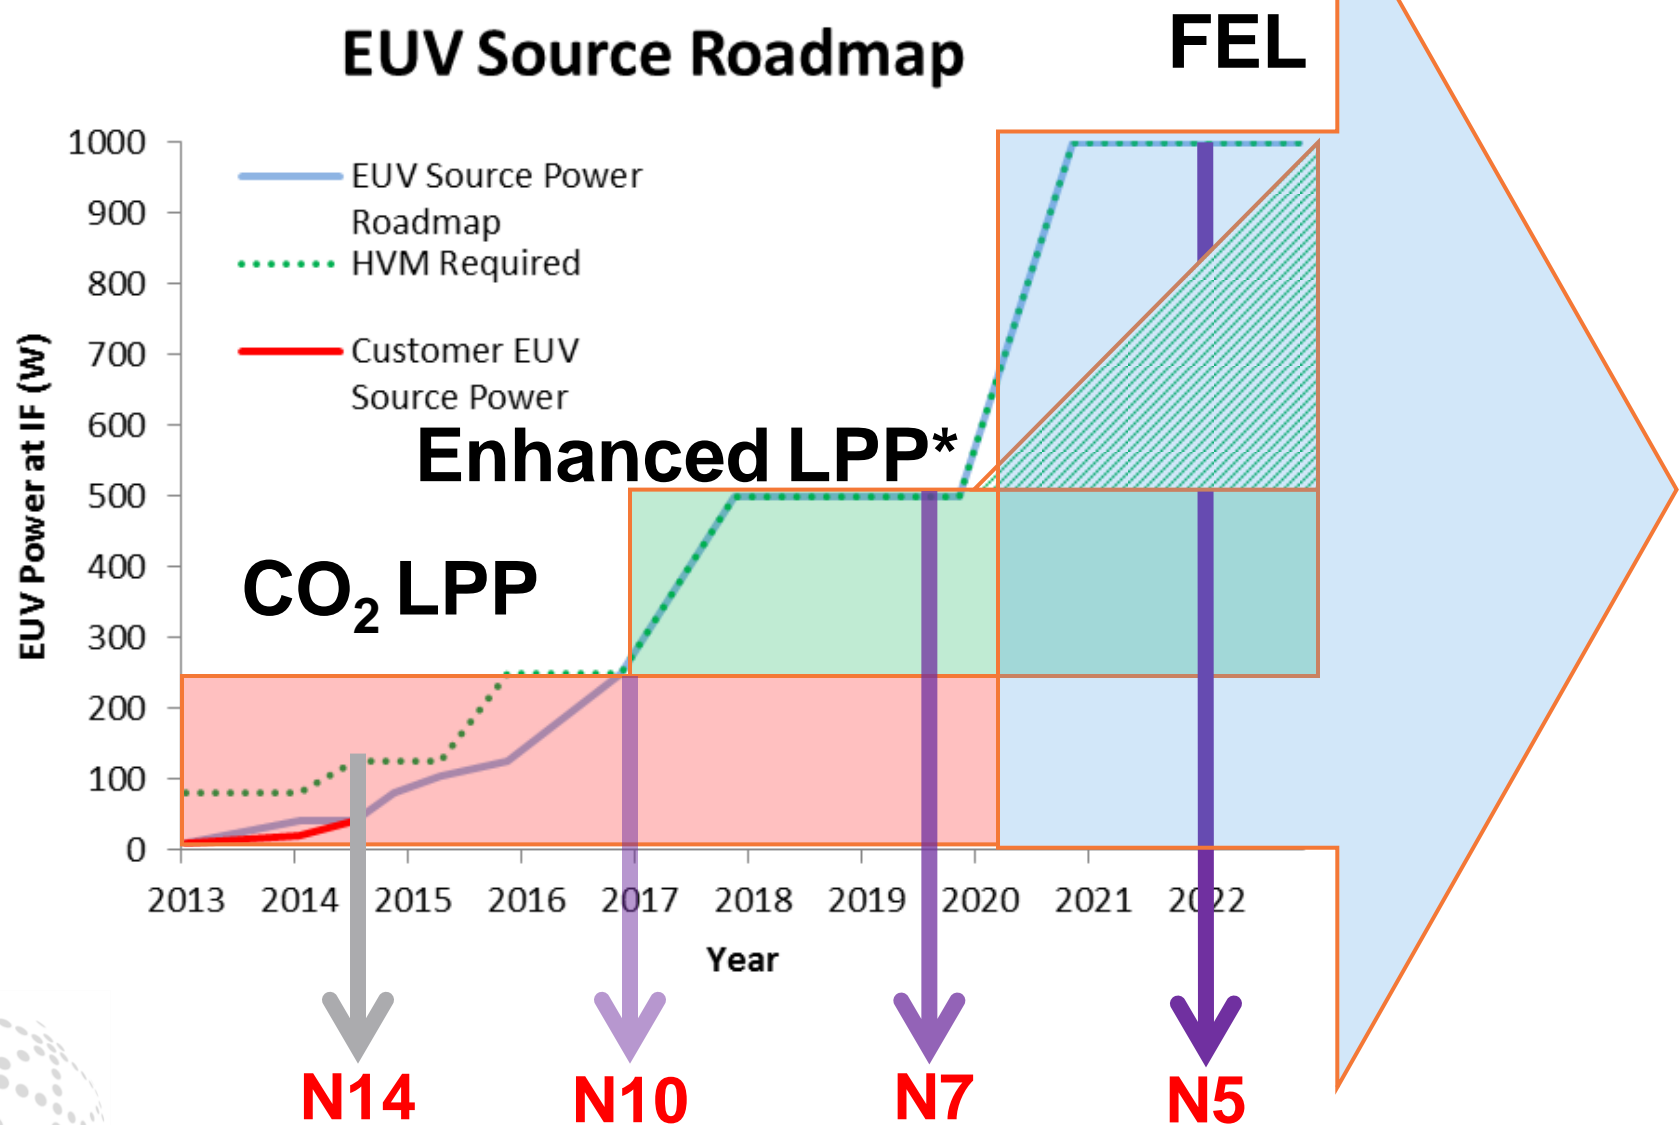 EUV Source Roadmap
FEL
1000
900
800
700
600
500
400
300
200
100
0
EUV Power at IF (W)
EUV Source Power
Roadmap
HVM Required
Customer EUV
Source Power
Enhanced LPP*
CO₂ LPP
2013 2014 2015 2016 2017 2018 2019 2020 2021 2022
Year
N14 N10 N7 N5